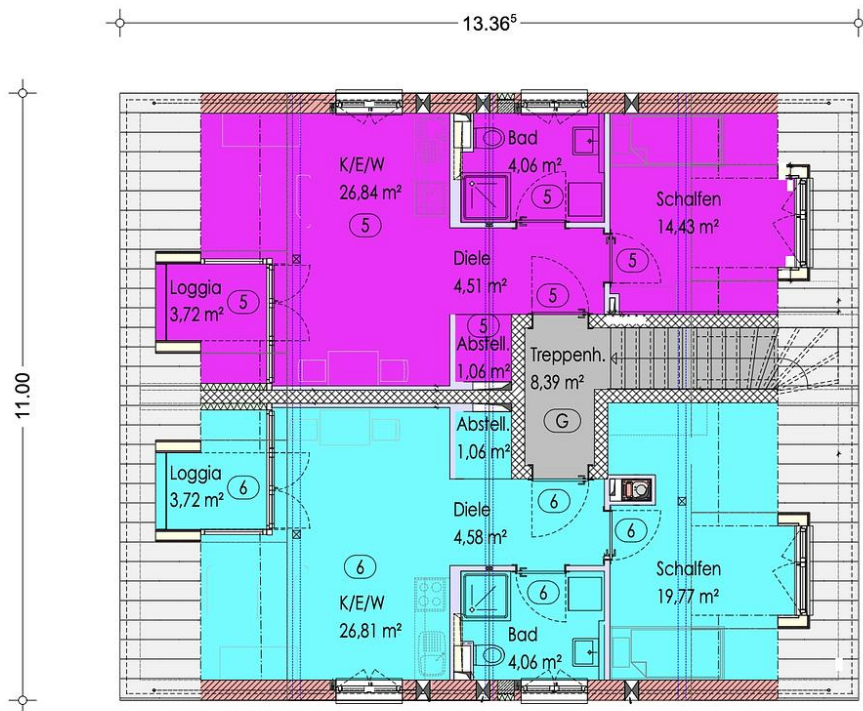 13.36⁵
11.00
K/E/W
26,84 m²
5
Bad
4,06 m²
5
Schalfen
14,43 m²
5
Diele
4,51 m²
5
Loggia
3,72 m²
5
5
Abstell.
1,06 m²
Treppenh.
8,39 m²
G
Abstell.
1,06 m²
Loggia
3,72 m²
6
Diele
4,58 m²
6
6
6
K/E/W
26,81 m²
6
Bad
4,06 m²
Schalfen
19,77 m²